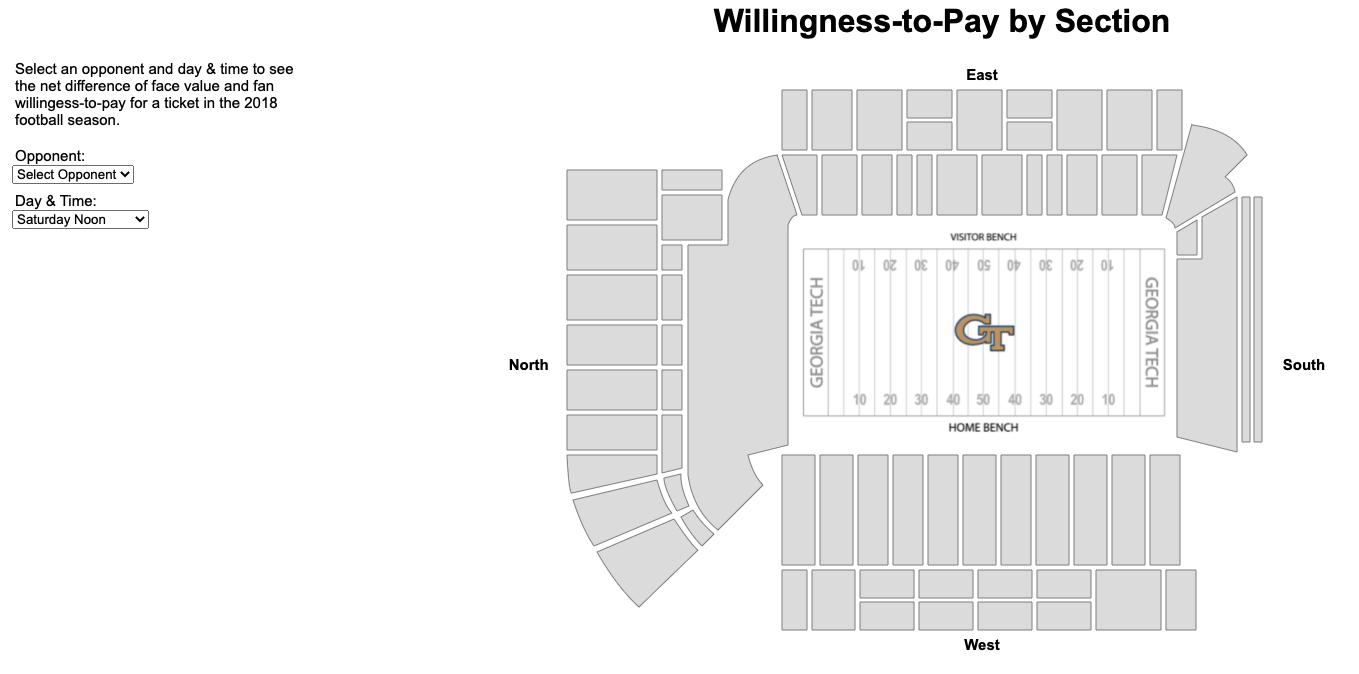 Willingness-to-Pay by Section
Select an opponent and day & time to see
the net difference of face value and fan
willingess-to-pay for a ticket in the 2018
football season.
Opponent:
Select Opponent
Day & Time:
Saturday Noon
East
VISITOR BENCH
10 20 30 40 50 40 30 20 10
GEORGIA TECH
GT
GEORGIA TECH
North
South
10 20 30 40 50 40 30 20 10
HOME BENCH
West